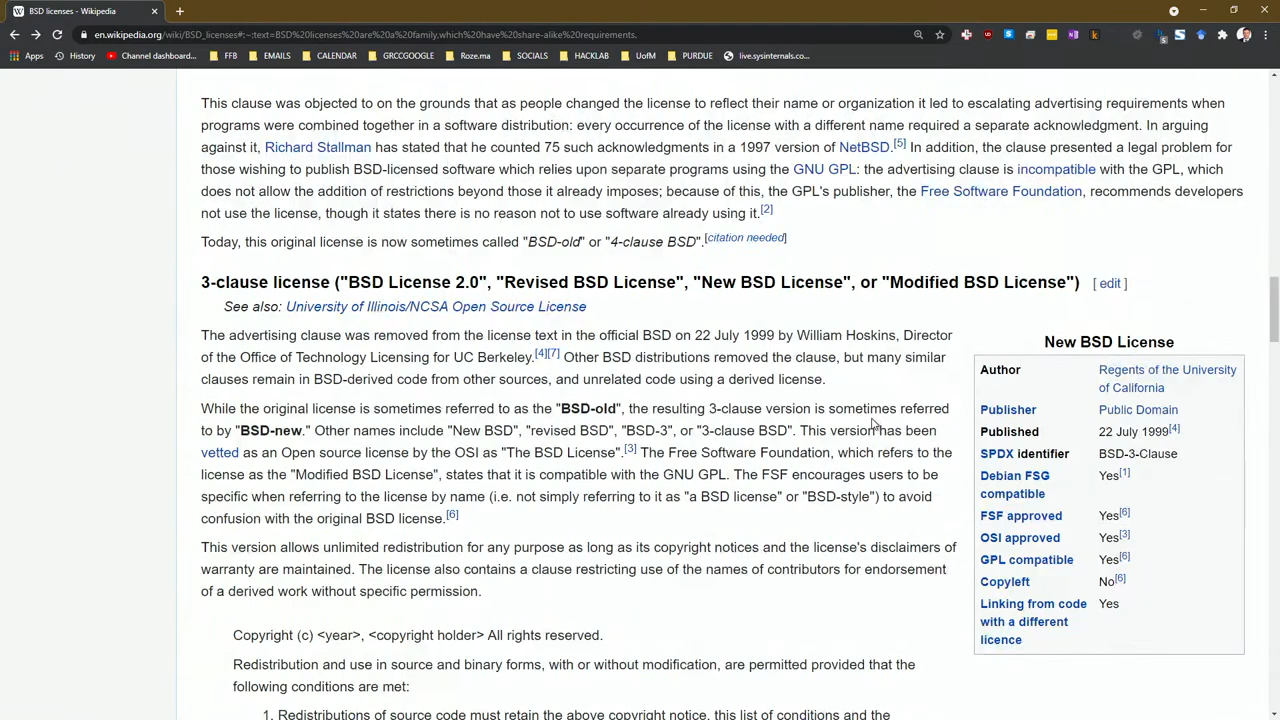 BSD licenses - Wikipedia
en.wikipedia.org/wiki/BSD_licenses#:~:text=BSD%20licenses%20are%20a%20family,which%20have%20share-alike%20requirements.
Apps History Channel dashboard... FFB EMAILS CALENDAR GRCCGOOGLE Roze.ma SOCIALS HACKLAB UofM PURDUE live.sysinternals.co...
This clause was objected to on the grounds that as people changed the license to reflect their name or organization it led to escalating advertising requirements when
programs were combined together in a software distribution: every occurrence of the license with a different name required a separate acknowledgment. In arguing
against it, Richard Stallman has stated that he counted 75 such acknowledgments in a 1997 version of NetBSD.[5] In addition, the clause presented a legal problem for
those wishing to publish BSD-licensed software which relies upon separate programs using the GNU GPL: the advertising clause is incompatible with the GPL, which
does not allow the addition of restrictions beyond those it already imposes; because of this, the GPL's publisher, the Free Software Foundation, recommends developers
not use the license, though it states there is no reason not to use software already using it.[2]
Today, this original license is now sometimes called "BSD-old" or "4-clause BSD".[citation needed]
3-clause license ("BSD License 2.0", "Revised BSD License", "New BSD License", or "Modified BSD License") [ edit ]
See also: University of Illinois/NCSA Open Source License
The advertising clause was removed from the license text in the official BSD on 22 July 1999 by William Hoskins, Director
of the Office of Technology Licensing for UC Berkeley.[4][7] Other BSD distributions removed the clause, but many similar
clauses remain in BSD-derived code from other sources, and unrelated code using a derived license.
While the original license is sometimes referred to as the "BSD-old", the resulting 3-clause version is sometimes referred
to by "BSD-new." Other names include "New BSD", "revised BSD", "BSD-3", or "3-clause BSD". This version has been
vetted as an Open source license by the OSI as "The BSD License".[3] The Free Software Foundation, which refers to the
license as the "Modified BSD License", states that it is compatible with the GNU GPL. The FSF encourages users to be
specific when referring to the license by name (i.e. not simply referring to it as "a BSD license" or "BSD-style") to avoid
confusion with the original BSD license.[6]
This version allows unlimited redistribution for any purpose as long as its copyright notices and the license's disclaimers of
warranty are maintained. The license also contains a clause restricting use of the names of contributors for endorsement
of a derived work without specific permission.
Copyright (c) <year>, <copyright holder> All rights reserved.
Redistribution and use in source and binary forms, with or without modification, are permitted provided that the
following conditions are met:
1. Redistributions of source code must retain the above copyright notice, this list of conditions and the
New BSD License
Author Regents of the University
of California
Publisher Public Domain
Published 22 July 1999[4]
SPDX identifier BSD-3-Clause
Debian FSG Yes[1]
compatible
FSF approved Yes[6]
OSI approved Yes[3]
GPL compatible Yes[6]
Copyleft No[6]
Linking from code Yes
with a different
licence